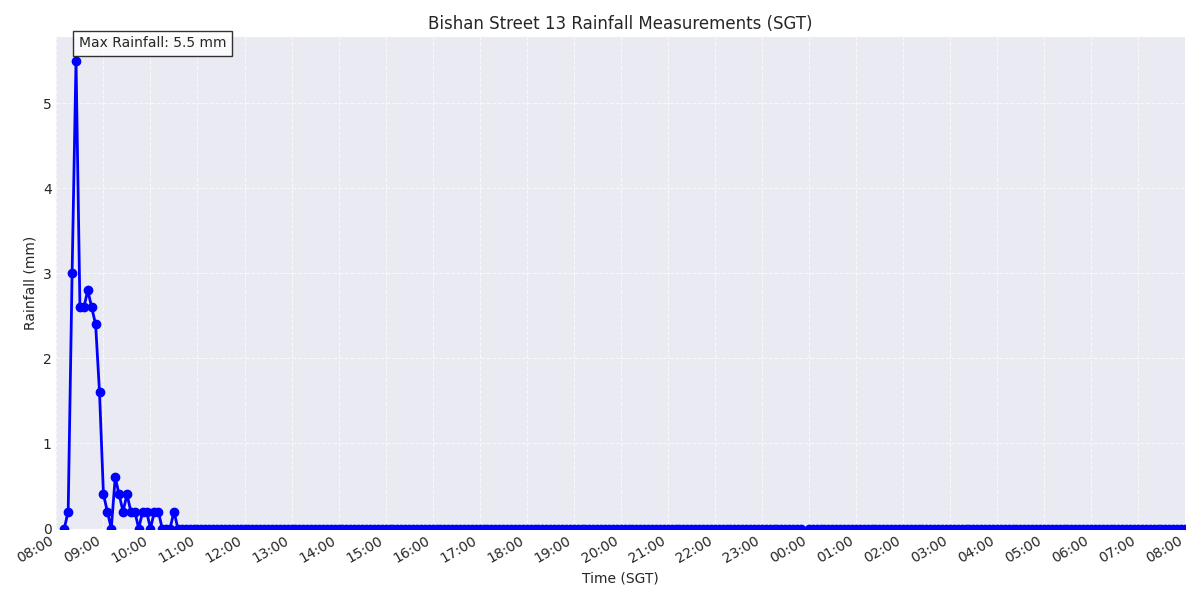 Bishan Street 13 Rainfall Measurements (SGT)
Max Rainfall: 5.5 mm
Rainfall (mm)
5
4
3
2
1
0
08:00 09:00 10:00 11:00 12:00 13:00 14:00 15:00 16:00 17:00 18:00 19:00 20:00 21:00 22:00 23:00 00:00 01:00 02:00 03:00 04:00 05:00 06:00 07:00 08:00
Time (SGT)